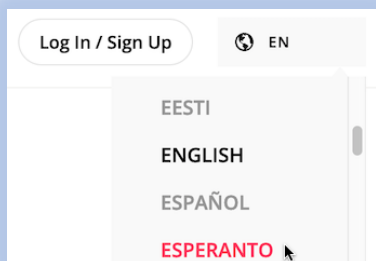 Log In / Sign Up
EN
EESTI
ENGLISH
ESPAÑOL
ESPERANTO